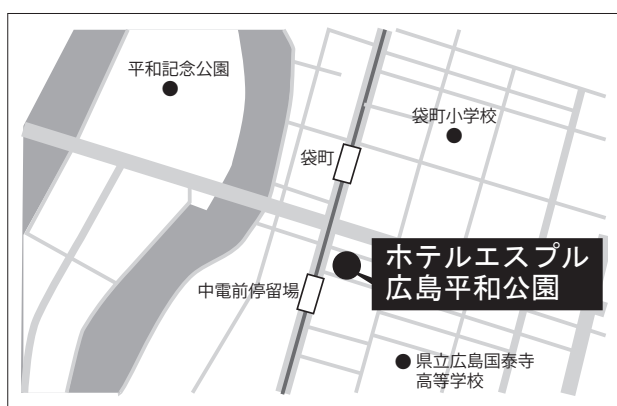 平和記念公園
袋町小学校
袋町
ホテルエスプル
広島平和公園
中電前停留場
県立広島国泰寺
高等学校